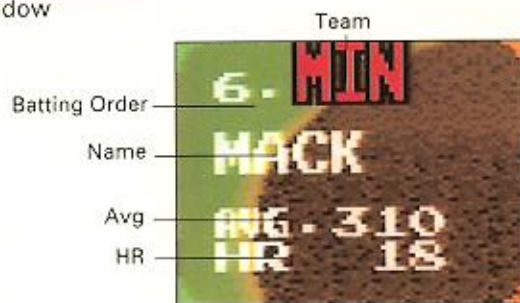 dow
Team
6. MIN
Batting Order
Name
MACK
Avg
AVG .310
HR
HR 18